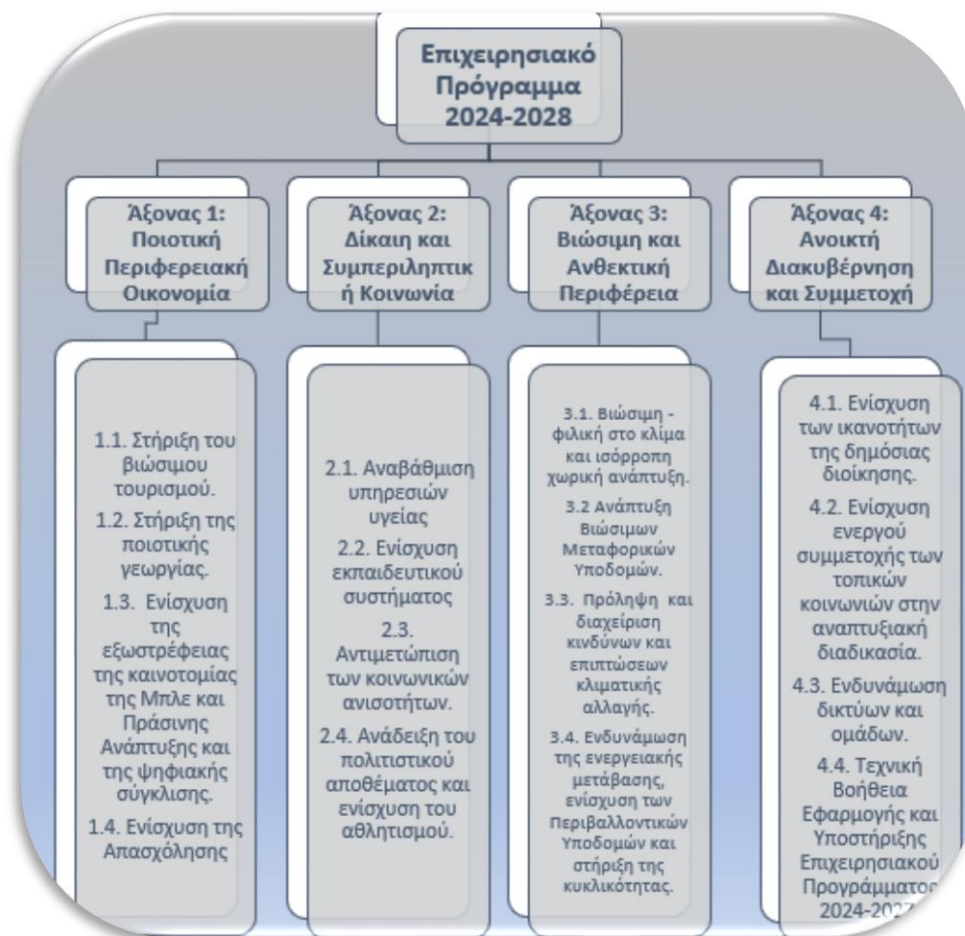 Επιχειρησιακό
Πρόγραμμα
2024-2028
Άξονας 1:
Ποιοτική
Περιφερειακή
Οικονομία
Άξονας 2:
Δίκαιη και
Συμπεριληπτικ
ή Κοινωνία
Άξονας 3:
Βιώσιμη και
Ανθεκτική
Περιφέρεια
Άξονας 4:
Ανοικτή
Διακυβέρνηση
και Συμμετοχή
1.1. Στήριξη του
βιώσιμου
τουρισμού.
1.2. Στήριξη της
ποιοτικής
γεωργίας.
1.3. Ενίσχυση
της
εξωστρέφειας
της καινοτομίας
της Μπλε και
Πράσινης
Ανάπτυξης και
της ψηφιακής
σύγκλισης.
1.4. Ενίσχυση της
Απασχόλησης
2.1. Αναβάθμιση
υπηρεσιών
υγείας
2.2. Ενίσχυση
εκπαιδευτικού
συστήματος
2.3.
Αντιμετώπιση
των κοινωνικών
ανισοτήτων.
2.4. Ανάδειξη του
πολιτιστικού
αποθέματος και
ενίσχυση του
αθλητισμού.
3.1. Βιώσιμη -
φιλική στο κλίμα
και ισόρροπη
χωρική ανάπτυξη.
3.2 Ανάπτυξη
Βιώσιμων
Μεταφορικών
Υποδομών.
3.3. Πρόληψη και
διαχείριση
κινδύνων και
επιπτώσεων
κλιματικής
αλλαγής.
3.4. Ενδυνάμωση
της ενεργειακής
μετάβασης,
ενίσχυση των
Περιβαλλοντικών
Υποδομών και
στήριξη της
κυκλικότητας.
4.1. Ενίσχυση
των ικανοτήτων
της δημόσιας
διοίκησης.
4.2. Ενίσχυση
ενεργού
συμμετοχής των
τοπικών
κοινωνιών στην
αναπτυξιακή
διαδικασία.
4.3. Ενδυνάμωση
δικτύων και
ομάδων.
4.4. Τεχνική
Βοήθεια
Εφαρμογής και
Υποστήριξης
Επιχειρησιακού
Προγράμματος
2024-2027